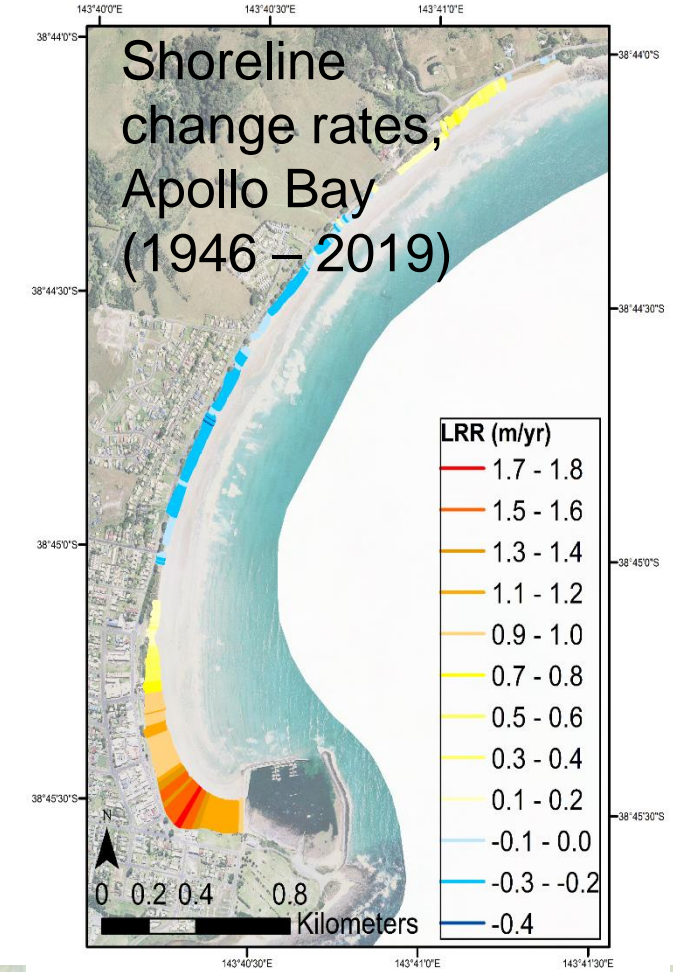 143°40'0"E
143°40'30"E
143°41'0"E
38°44'0"S
38°44'0"S
Shoreline
change rates,
Apollo Bay
(1946 – 2019)
38°44'30"S
38°44'30"S
LRR (m/yr)
1.7 - 1.8
1.5 - 1.6
1.3 - 1.4
1.1 - 1.2
0.9 - 1.0
0.7 - 0.8
0.5 - 0.6
0.3 - 0.4
0.1 - 0.2
-0.1 - 0.0
-0.3 - -0.2
-0.4
38°45'0"S
38°45'0"S
38°45'30"S
38°45'30"S
N
0 0.2 0.4 0.8
Kilometers
143°40'30"E
143°41'0"E
143°41'30"E